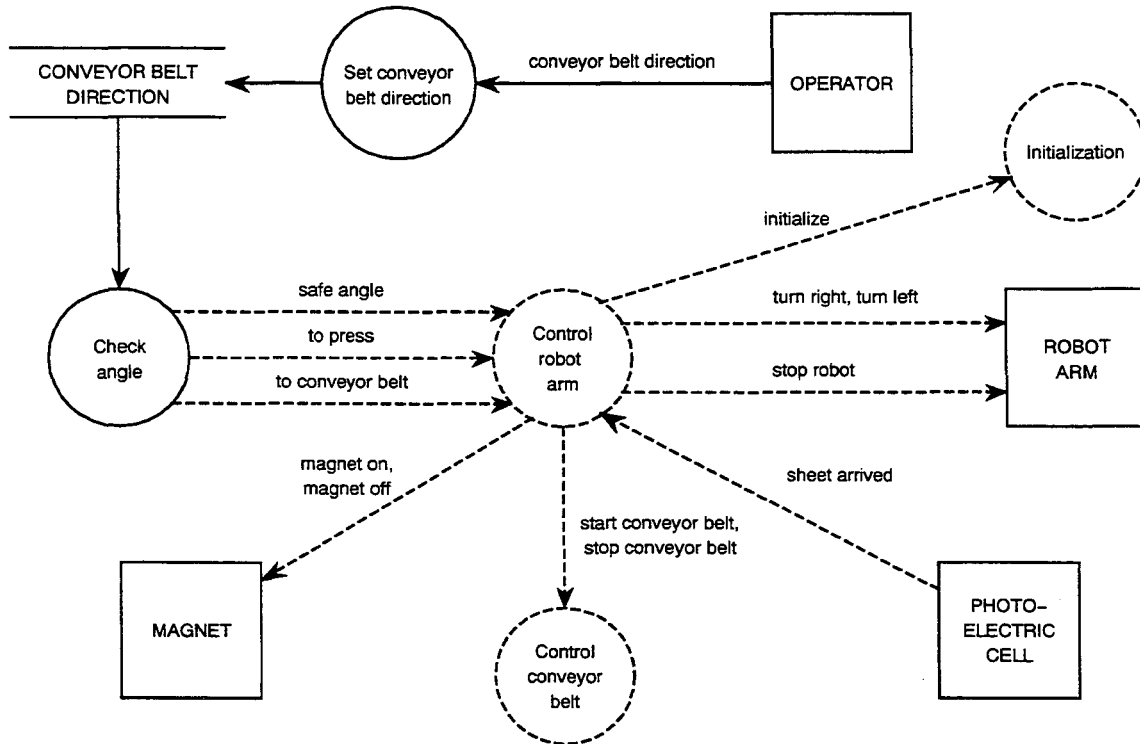 CONVEYOR BELT
DIRECTION
Set conveyor
belt direction
conveyor belt direction
OPERATOR
Initialization
initialize
Check
angle
safe angle
to press
to conveyor belt
Control
robot
arm
turn right, turn left
stop robot
ROBOT
ARM
magnet on,
magnet off
sheet arrived
start conveyor belt,
stop conveyor belt
MAGNET
Control
conveyor
belt
PHOTO-
ELECTRIC
CELL